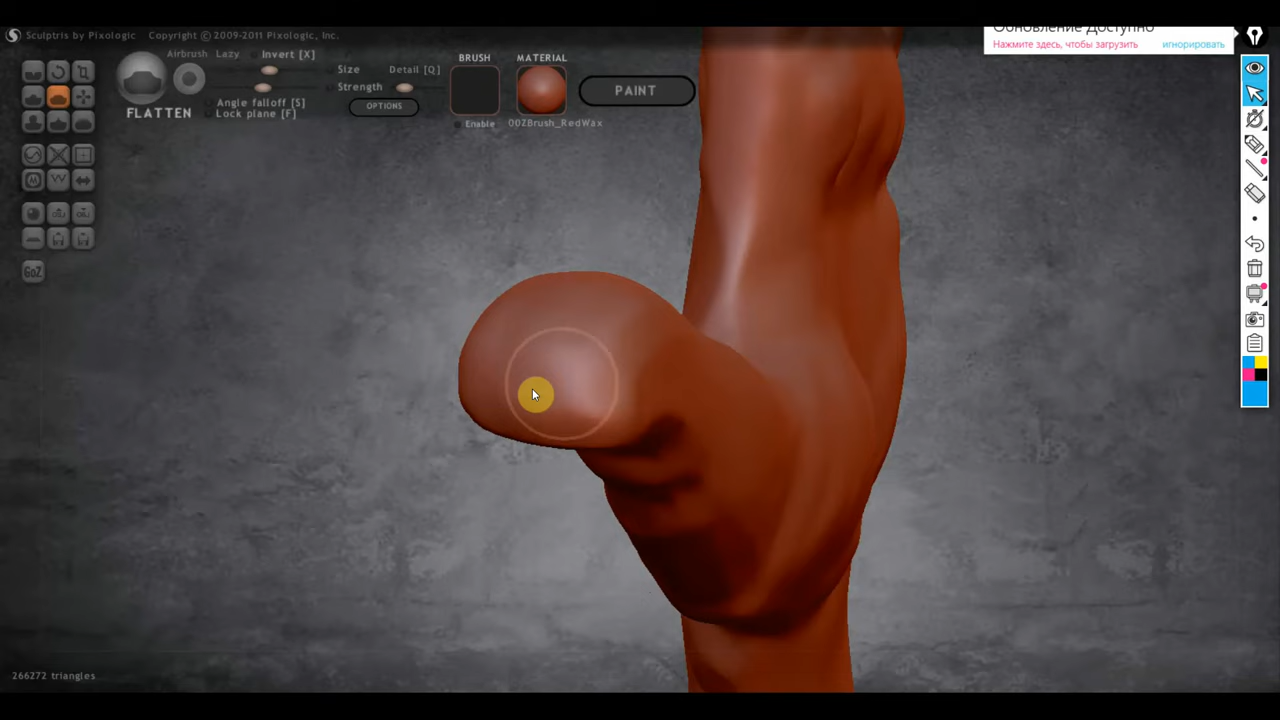 Sculptris by Pixologic Copyright © 2009-2011 Pixologic, Inc.
Обновление доступно
Нажмите здесь, чтобы загрузить игнорировать
Airbrush Lazy Invert [X]
BRUSH MATERIAL
Size Detail [Q]
Strength
PAINT
Angle falloff [S]
OPTIONS
FLATTEN
Lock plane [F]
Enable 00ZBrush_RedWax
GoZ
266272 triangles